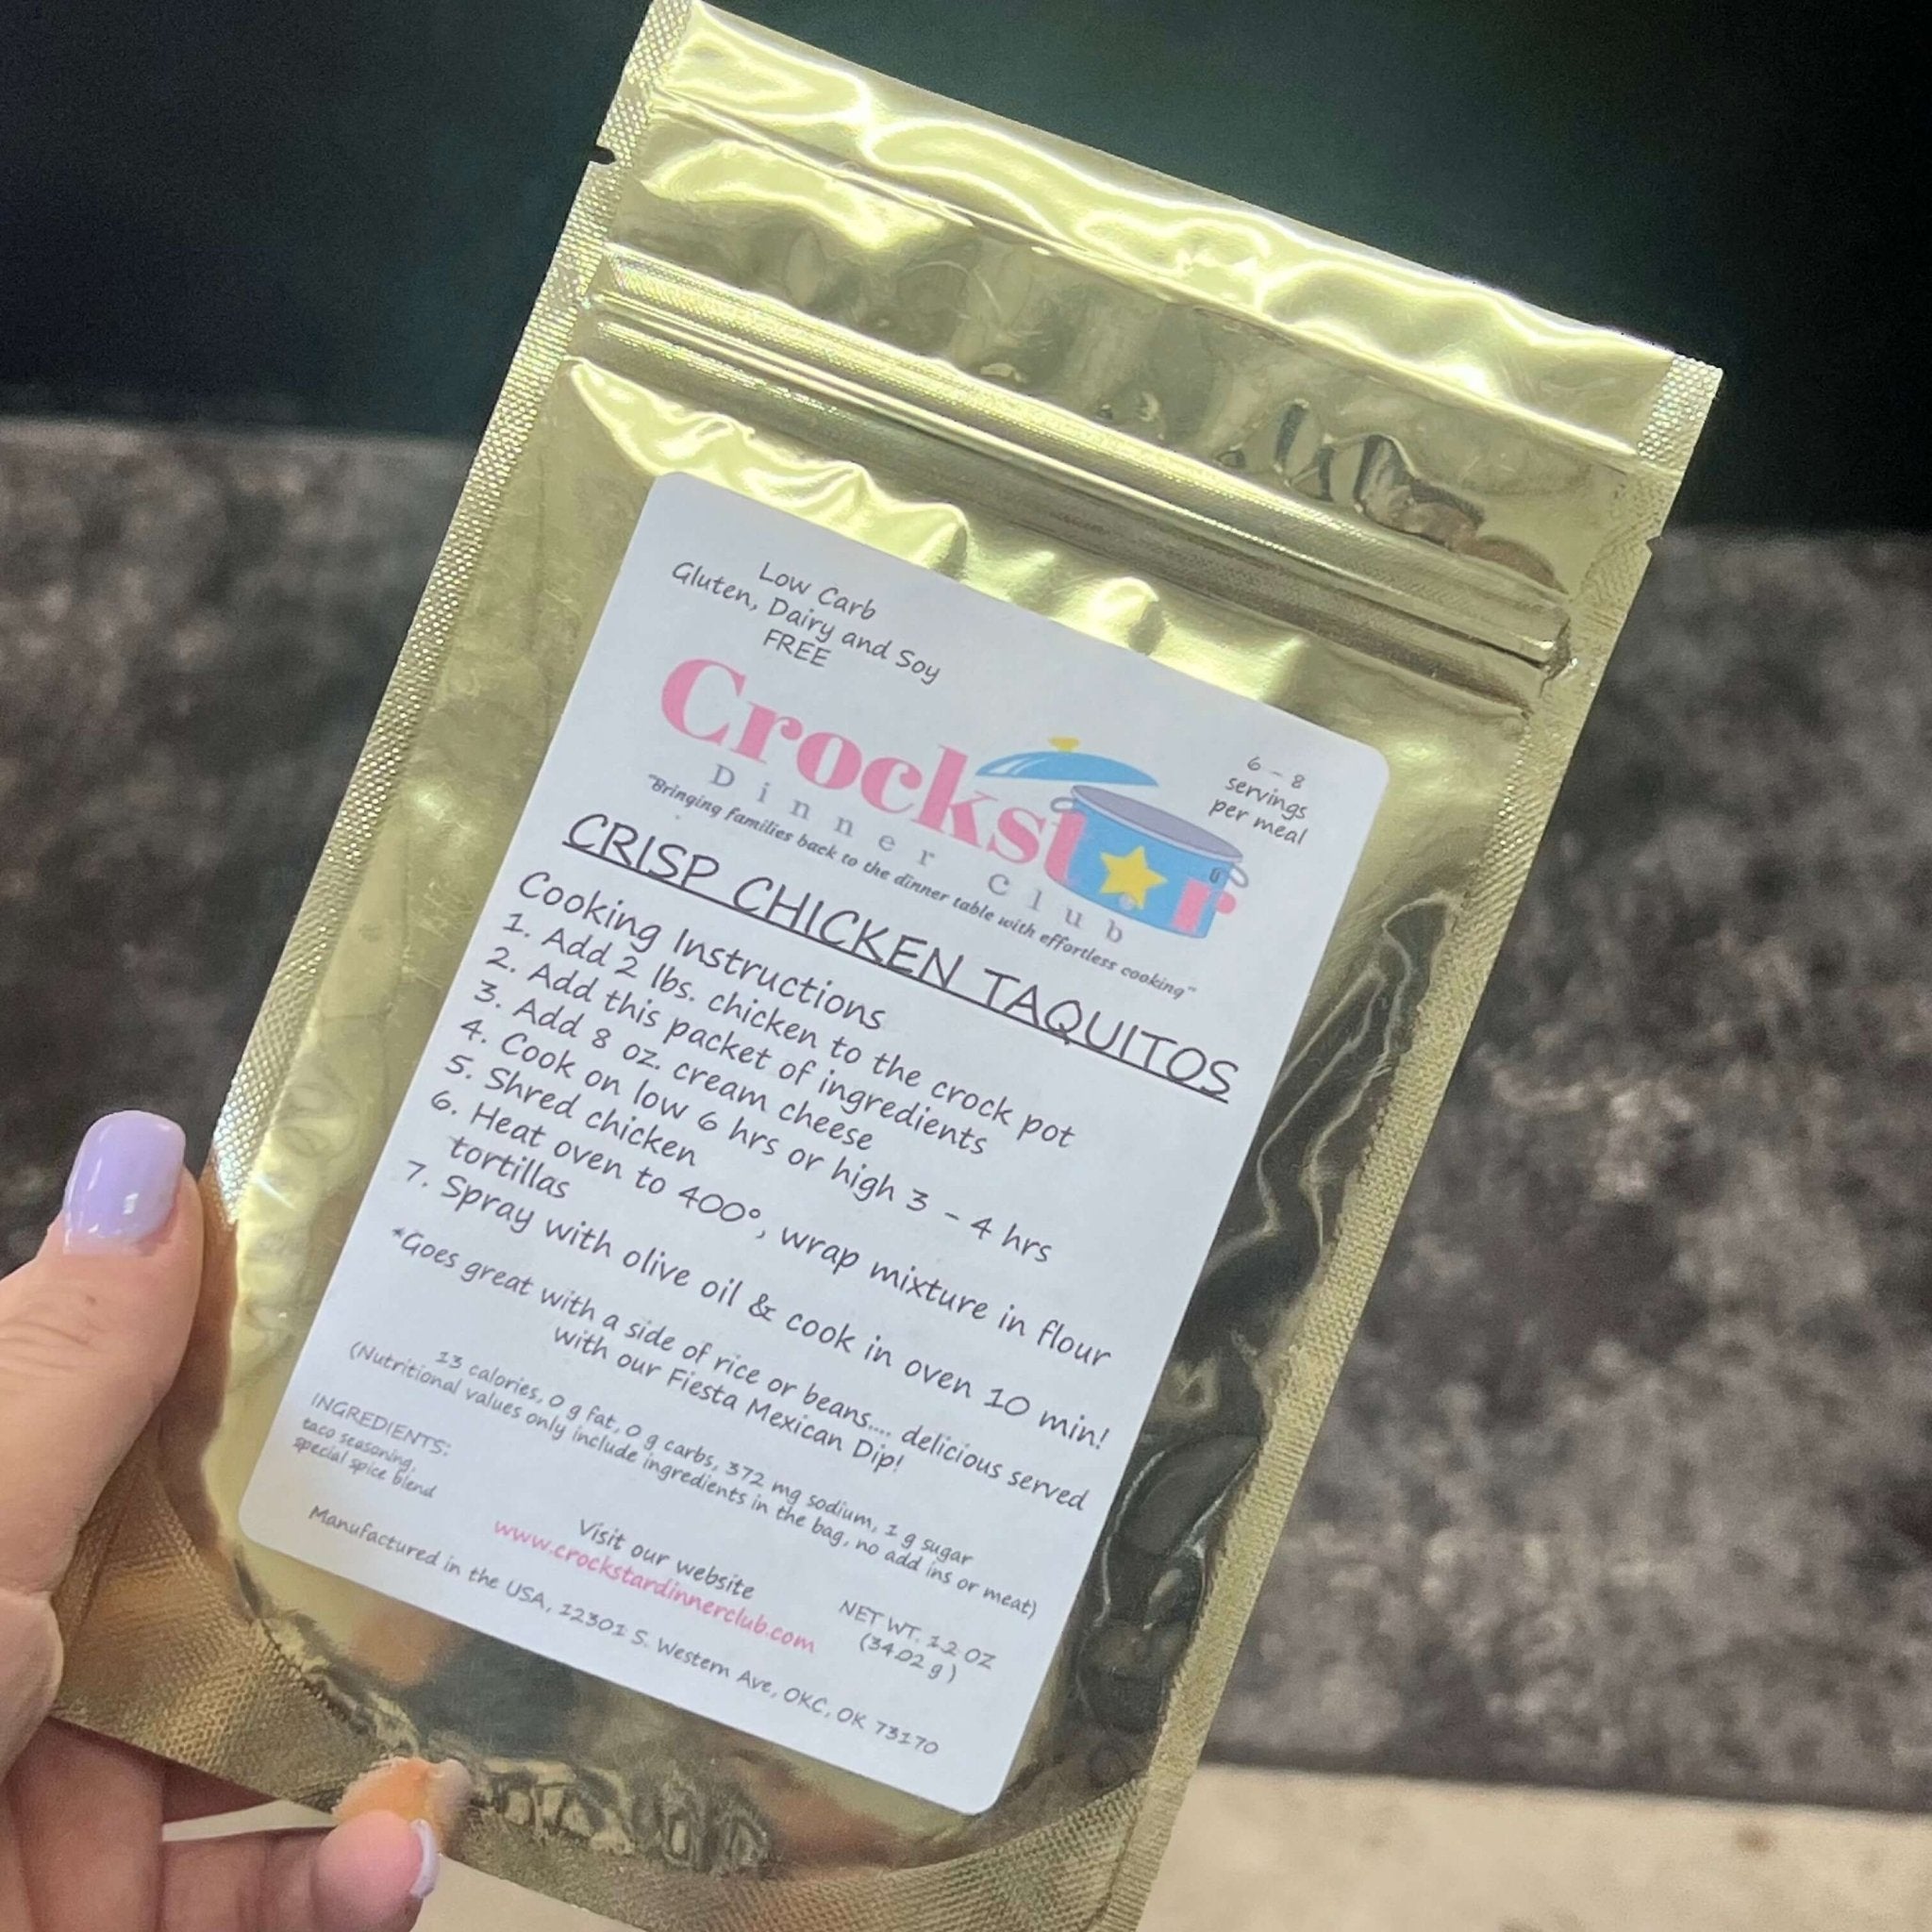 Low Carb
Gluten, Dairy and Soy
FREE
6 - 8
servings
per meal
Crockstar
Dinner Club
"Bringing families back to the dinner table with effortless cooking"
CRISP CHICKEN TAQUITOS
Cooking Instructions
1. Add 2 lbs. chicken to the crock pot
2. Add this packet of ingredients
3. Add 8 oz. cream cheese
4. Cook on low 6 hrs or high 3 - 4 hrs
5. Shred chicken
6. Heat oven to 400°, wrap mixture in flour
tortillas
7. Spray with olive oil & cook in oven 10 min!
*Goes great with a side of rice or beans.... delicious served
with our Fiesta Mexican Dip!
13 calories, 0 g fat, 0 g carbs, 372 mg sodium, 1 g sugar
(Nutritional values only include ingredients in the bag, no add ins or meat)
INGREDIENTS:
taco seasoning,
special spice blend
Visit our website
www.crockstardinnerclub.com
NET WT. 1.2 OZ
(34.02 g)
Manufactured in the USA, 12301 S. Western Ave, OKC, OK 73170